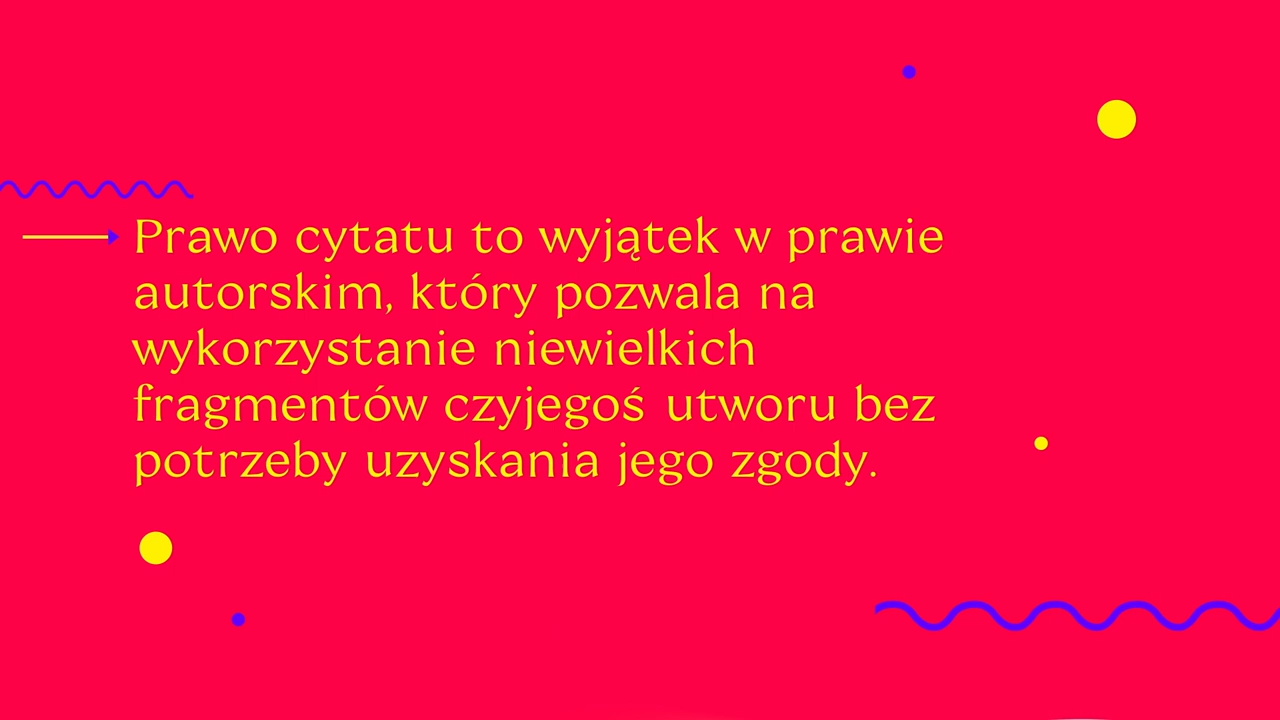 Prawo cytatu to wyjątek w prawie
autorskim, który pozwala na
wykorzystanie niewielkich
fragmentów czyjegoś utworu bez
potrzeby uzyskania jego zgody.